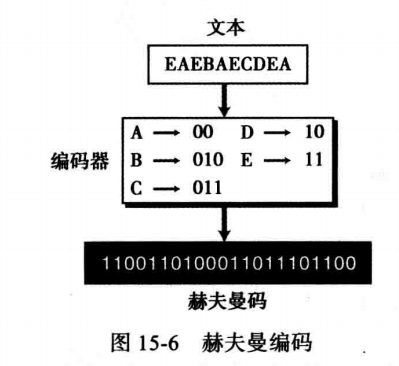 文本
EAEBAECDEA
A → 00 D → 10
编码器 B → 010 E → 11
C → 011
1100110100011011101100
赫夫曼码
图 15-6 赫夫曼编码